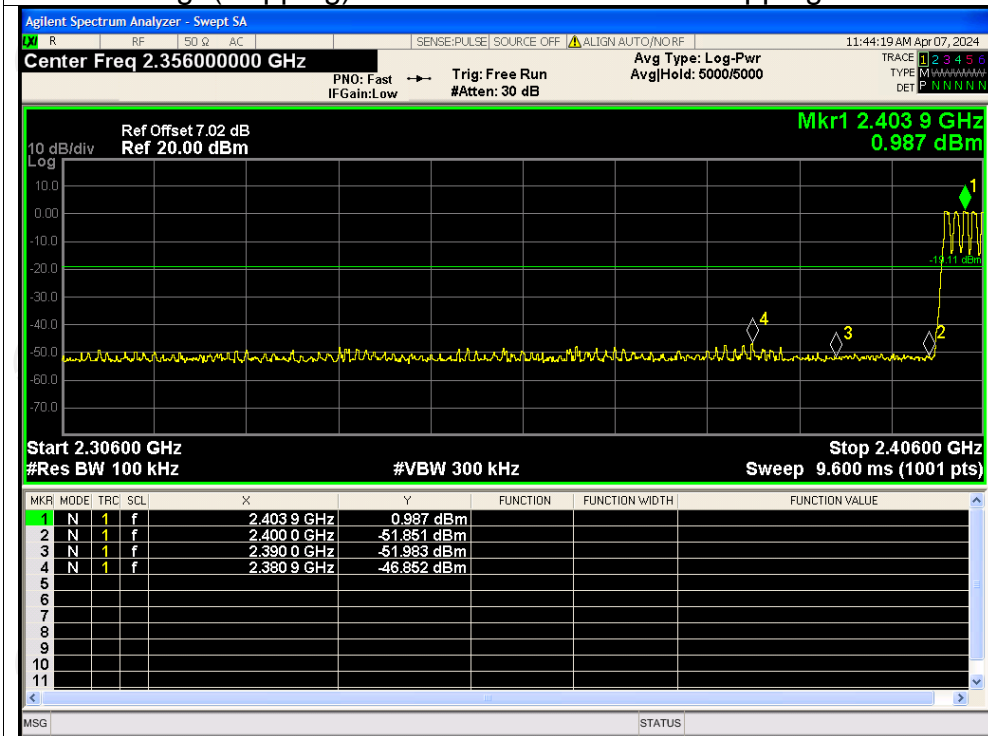 Agilent Spectrum Analyzer - Swept SA
LXI R RF 50 Ω AC SENSE:PULSE SOURCE OFF ALIGN AUTO/NO RF 11:44:19 AM Apr 07, 2024
Center Freq 2.356000000 GHz
PNO: Fast
IFGain:Low
Trig: Free Run
#Atten: 30 dB
Avg Type: Log-Pwr
Avg|Hold: 5000/5000
TRACE 1 2 3 4 5 6
TYPE M
DET P N N N N N
Mkr1 2.403 9 GHz
0.987 dBm
Ref Offset 7.02 dB
10 dB/div Ref 20.00 dBm
Log
10.0
0.00
-10.0
-20.0
-30.0
-40.0
-50.0
-60.0
-70.0
1
-19.11 dBm
4
3
2
Start 2.30600 GHz Stop 2.40600 GHz
#Res BW 100 kHz #VBW 300 kHz Sweep 9.600 ms (1001 pts)
MKR MODE TRC SCL X Y FUNCTION FUNCTION WIDTH FUNCTION VALUE
1 N 1 f 2.403 9 GHz 0.987 dBm
2 N 1 f 2.400 0 GHz -51.851 dBm
3 N 1 f 2.390 0 GHz -51.983 dBm
4 N 1 f 2.380 9 GHz -46.852 dBm
5
6
7
8
9
10
11
MSG STATUS